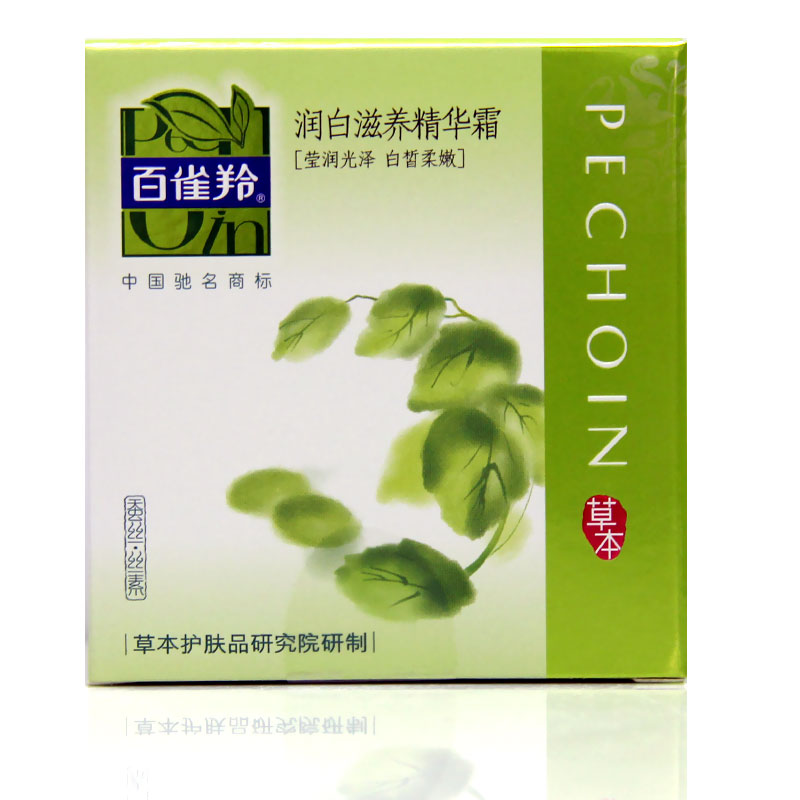 Pech
百雀羚®
oin
中国驰名商标
润白滋养精华霜
[莹润光泽 白皙柔嫩]
PECHOIN
草本
蚕丝·丝素
草本护肤品研究院研制